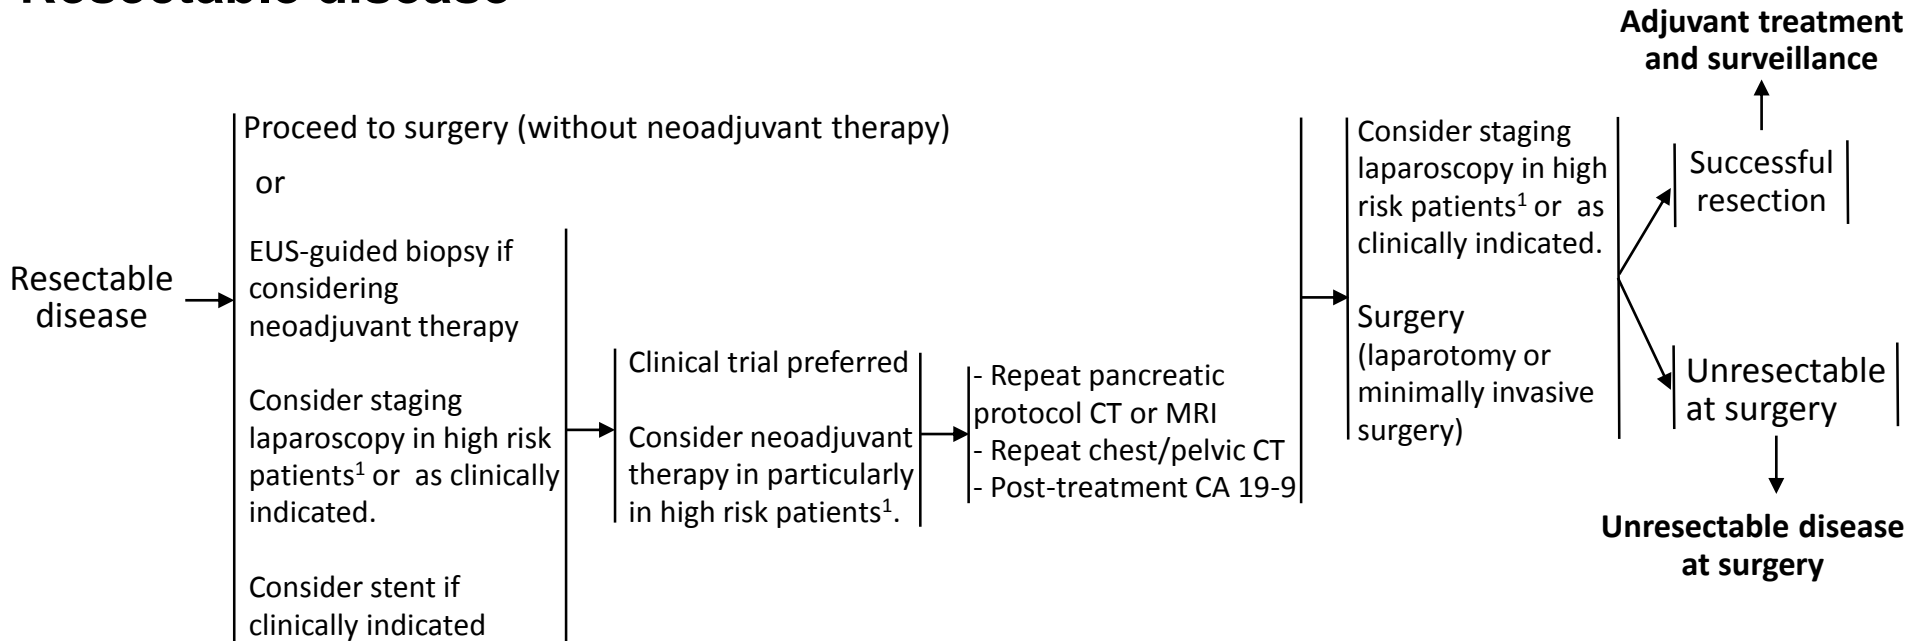 Resectable disease
Adjuvant treatment
and surveillance
Proceed to surgery (without neoadjuvant therapy)
or
Resectable
disease
EUS-guided biopsy if
considering
neoadjuvant therapy
Consider staging
laparoscopy in high risk
patients¹ or  as clinically
indicated.
Consider stent if
clinically indicated
Clinical trial preferred
Consider neoadjuvant
therapy in particularly
in high risk patients¹.
- Repeat pancreatic
protocol CT or MRI
- Repeat chest/pelvic CT
- Post-treatment CA 19-9
Consider staging
laparoscopy in high
risk patients¹ or  as
clinically indicated.
Surgery
(laparotomy or
minimally invasive
surgery)
Successful
resection
Unresectable
at surgery
Unresectable disease
at surgery